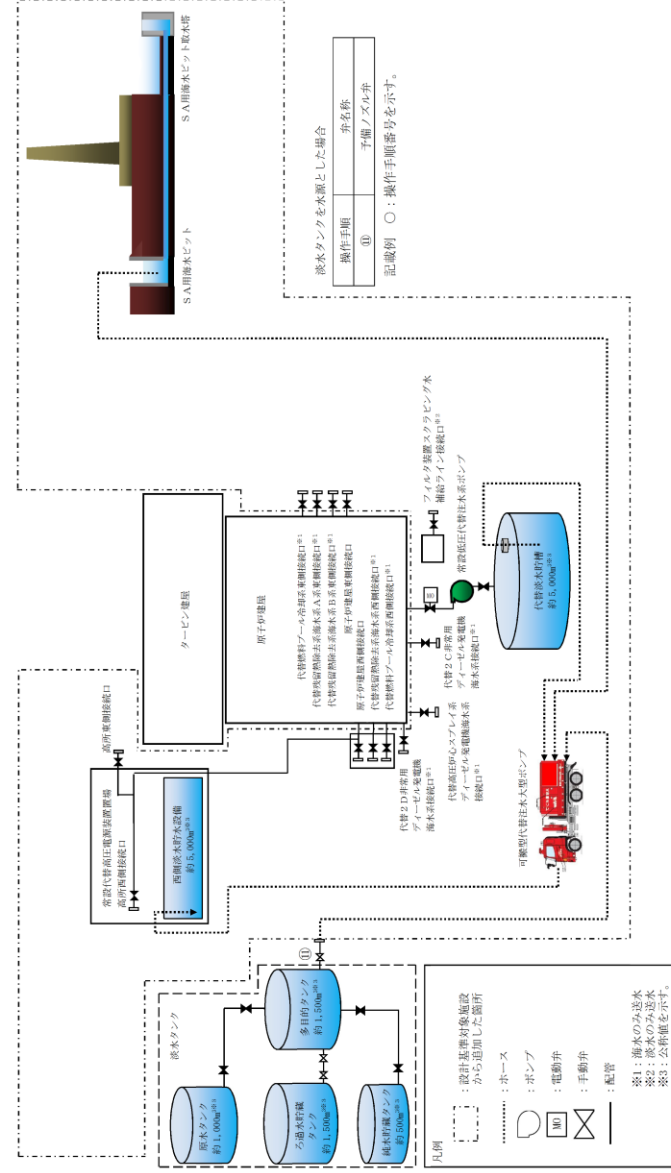 ＳＡ用海水ピット取水塔
ＳＡ用海水ピット
淡水タンクを水源とした場合
操作手順 弁名称
⑪ 予備ノズル弁
記載例 ○：操作手順番号を示す。
タービン建屋
原子炉建屋
代替燃料プール冷却系東側接続口※１
代替残留熱除去系海水系Ａ系東側接続口※１
代替残留熱除去系海水系Ｂ系東側接続口※１
原子炉建屋東側接続口
原子炉建屋西側接続口
代替残留熱除去系海水系西側接続口※１
代替燃料プール冷却系西側接続口※１
高所東側接続口
常設代替高圧電源装置置場
高所西側接続口
西側淡水貯水設備
約5,000m³※３
代替２Ｄ非常用
ディーゼル発電機
海水系接続口※１
代替高圧炉心スプレイ系
ディーゼル発電機海水系
接続口※１
代替２Ｃ非常用
ディーゼル発電機
海水系接続口※１
フィルタ装置スクラビング水
補給ライン接続口※２
常設低圧代替注水系ポンプ
代替淡水貯槽
約5,000m³※３
可搬型代替注水大型ポンプ
淡水タンク
原水タンク
約1,000m³※３
ろ過水貯蔵
タンク
約1,500m³※３
純水貯蔵タンク
約500m³※３
多目的タンク
約1,500m³※３
⑪
凡例
：設計基準対象施設
から追加した箇所
：ホース
：ポンプ
MO ：電動弁
：手動弁
：配管
※1：海水のみ送水
※2：淡水のみ送水
※3：公称値を示す。